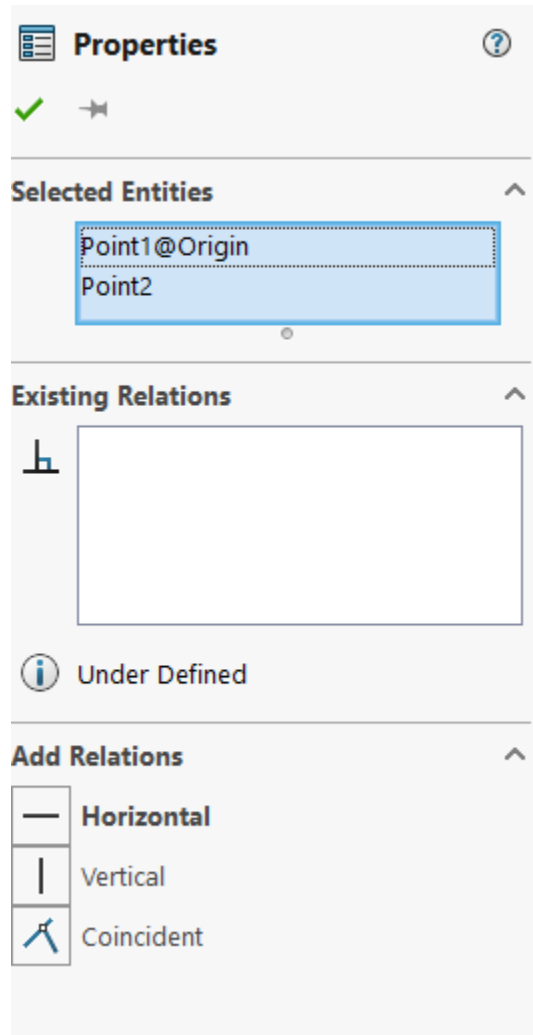 Properties
Selected Entities
Point1@Origin
Point2
Existing Relations
Under Defined
Add Relations
Horizontal
Vertical
Coincident